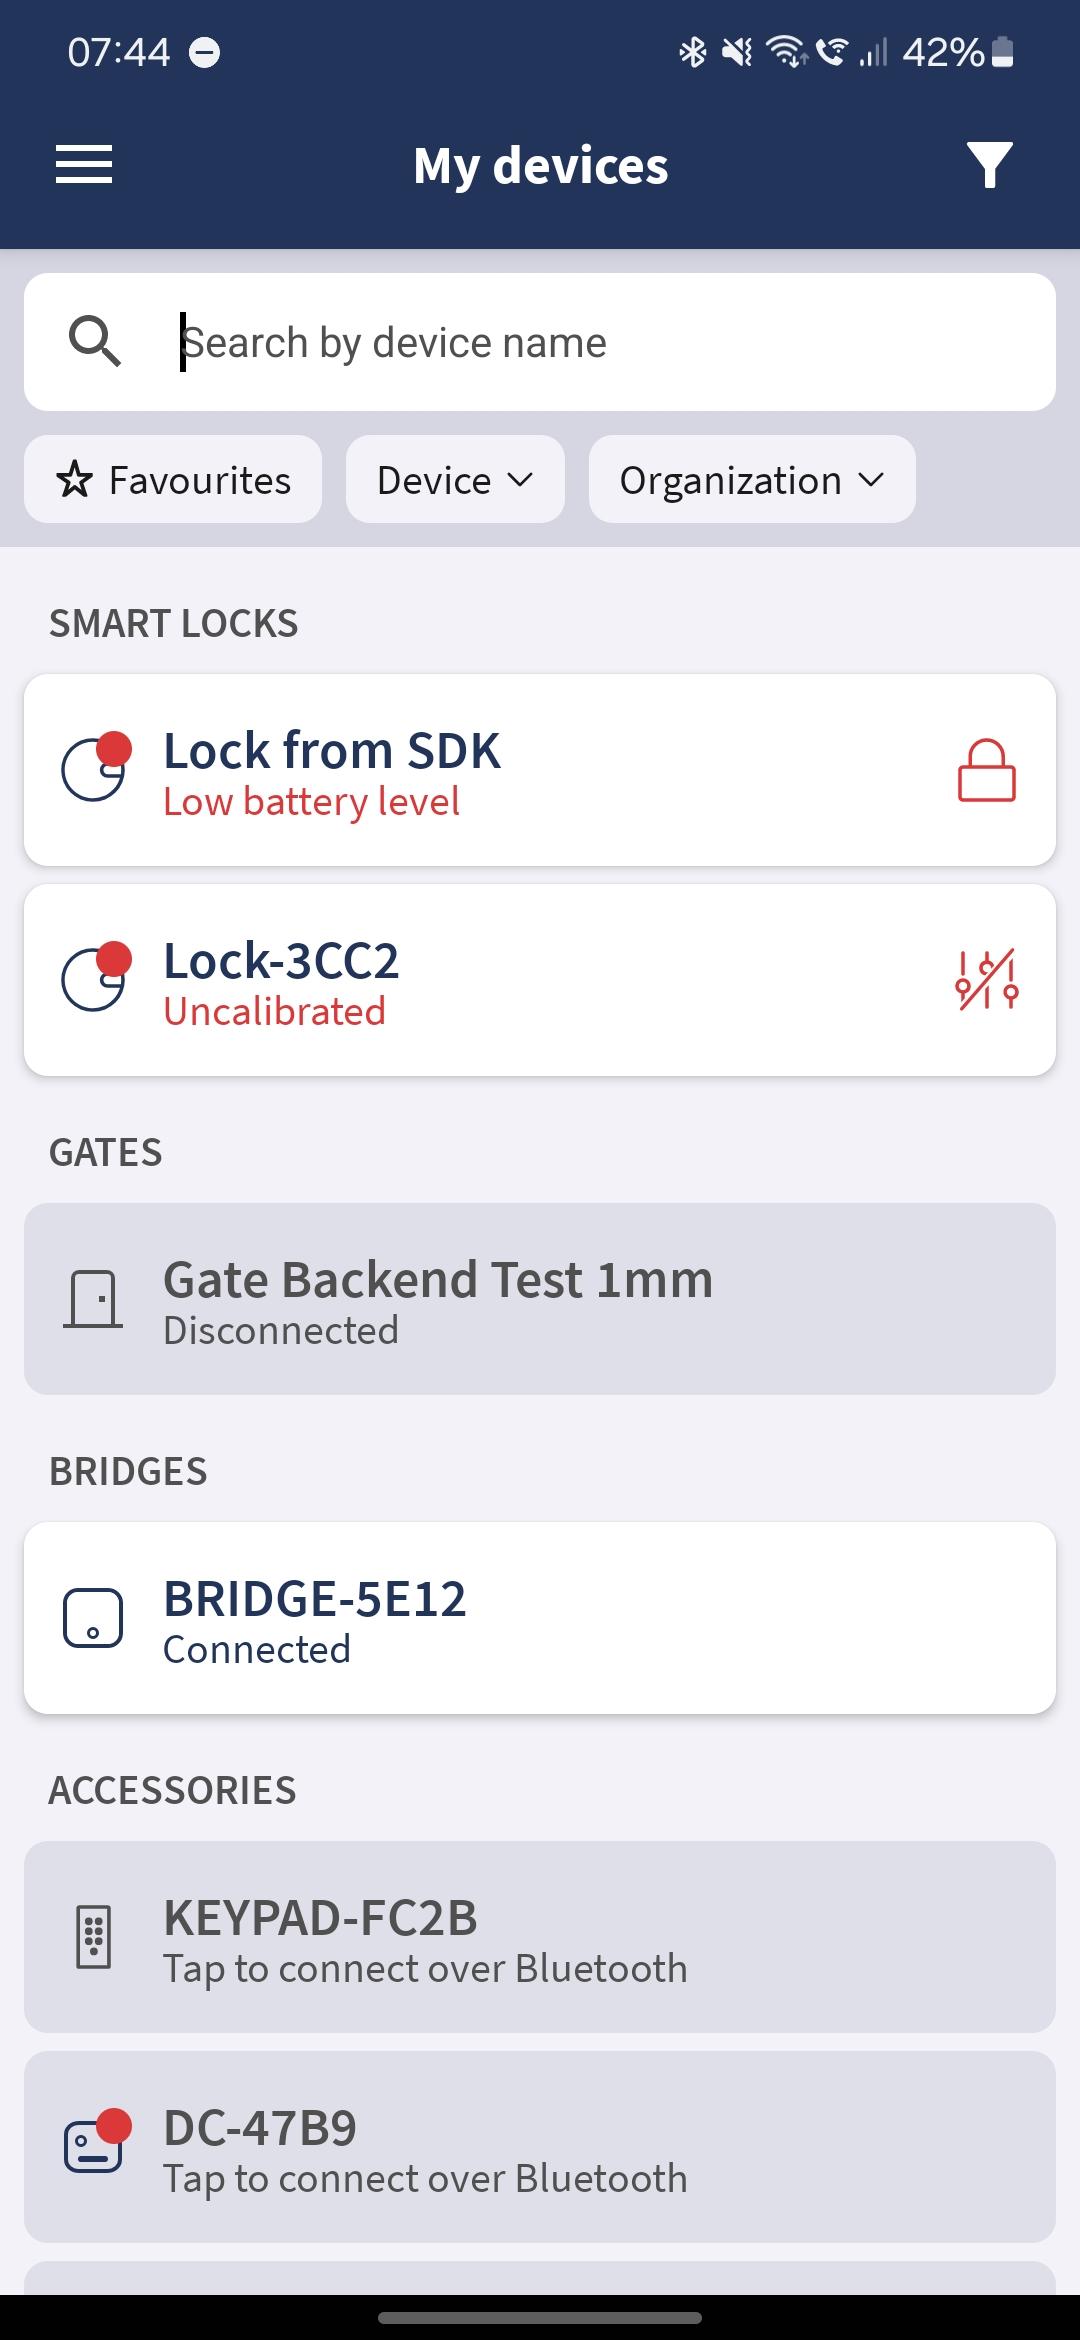 07:44
42%
My devices
Search by device name
Favourites
Device
Organization
SMART LOCKS
Lock from SDK
Low battery level
Lock-3CC2
Uncalibrated
GATES
Gate Backend Test 1mm
Disconnected
BRIDGES
BRIDGE-5E12
Connected
ACCESSORIES
KEYPAD-FC2B
Tap to connect over Bluetooth
DC-47B9
Tap to connect over Bluetooth